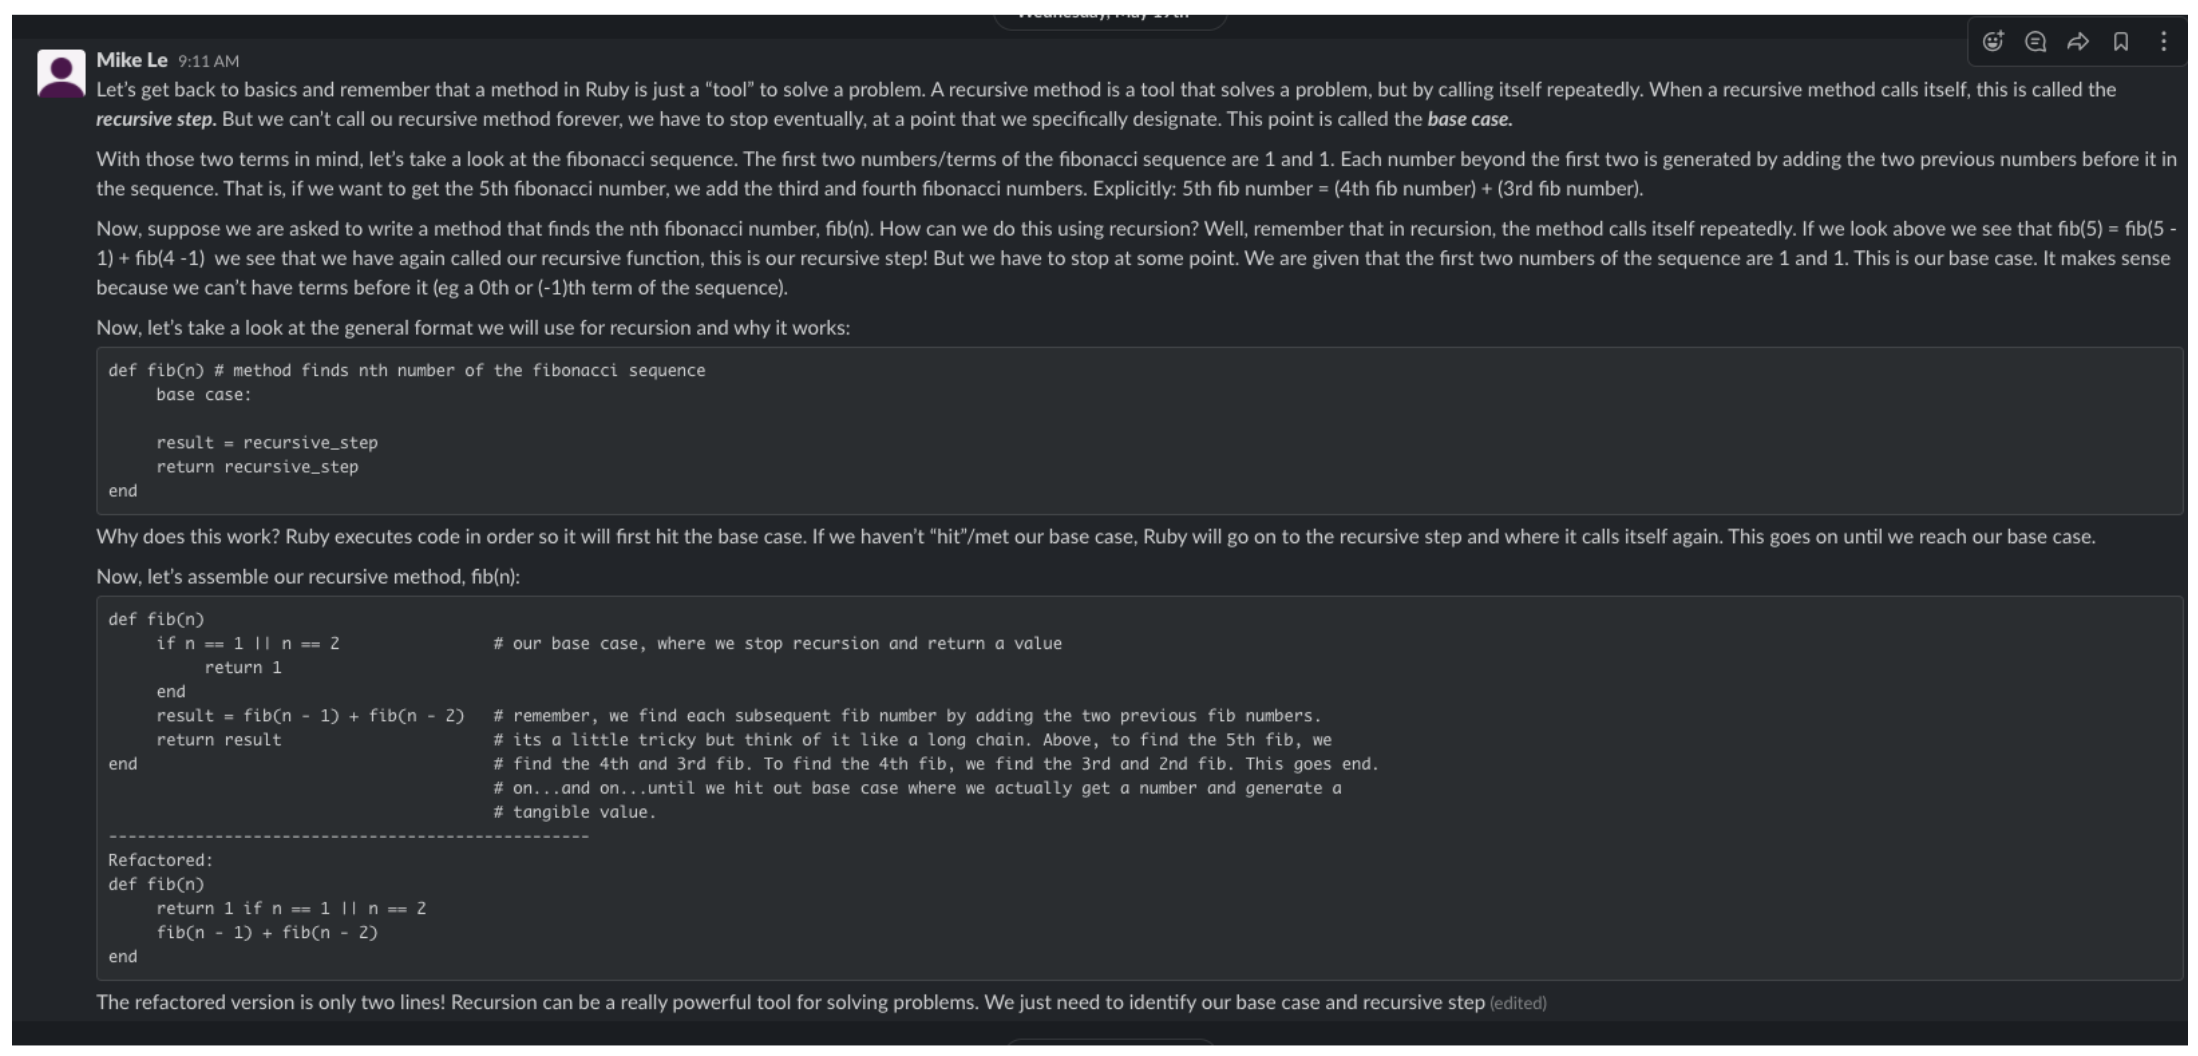 Wednesday, May 19th
Mike Le 9:11 AM
Let's get back to basics and remember that a method in Ruby is just a “tool” to solve a problem. A recursive method is a tool that solves a problem, but by calling itself repeatedly. When a recursive method calls itself, this is called the
recursive step. But we can't call ou recursive method forever, we have to stop eventually, at a point that we specifically designate. This point is called the base case.
With those two terms in mind, let's take a look at the fibonacci sequence. The first two numbers/terms of the fibonacci sequence are 1 and 1. Each number beyond the first two is generated by adding the two previous numbers before it in
the sequence. That is, if we want to get the 5th fibonacci number, we add the third and fourth fibonacci numbers. Explicitly: 5th fib number = (4th fib number) + (3rd fib number).
Now, suppose we are asked to write a method that finds the nth fibonacci number, fib(n). How can we do this using recursion? Well, remember that in recursion, the method calls itself repeatedly. If we look above we see that fib(5) = fib(5 -
1) + fib(4 -1)  we see that we have again called our recursive function, this is our recursive step! But we have to stop at some point. We are given that the first two numbers of the sequence are 1 and 1. This is our base case. It makes sense
because we can't have terms before it (eg a 0th or (-1)th term of the sequence).
Now, let's take a look at the general format we will use for recursion and why it works:
def fib(n) # method finds nth number of the fibonacci sequence
     base case:
     result = recursive_step
     return recursive_step
end
Why does this work? Ruby executes code in order so it will first hit the base case. If we haven't “hit”/met our base case, Ruby will go on to the recursive step and where it calls itself again. This goes on until we reach our base case.
Now, let's assemble our recursive method, fib(n):
def fib(n)
     if n == 1 || n == 2                # our base case, where we stop recursion and return a value
          return 1
     end
     result = fib(n - 1) + fib(n - 2)   # remember, we find each subsequent fib number by adding the two previous fib numbers.
     return result                      # its a little tricky but think of it like a long chain. Above, to find the 5th fib, we
end                                     # find the 4th and 3rd fib. To find the 4th fib, we find the 3rd and 2nd fib. This goes end.
                                        # on...and on...until we hit out base case where we actually get a number and generate a
                                        # tangible value.
--------------------------------------------------
Refactored:
def fib(n)
     return 1 if n == 1 || n == 2
     fib(n - 1) + fib(n - 2)
end
The refactored version is only two lines! Recursion can be a really powerful tool for solving problems. We just need to identify our base case and recursive step (edited)